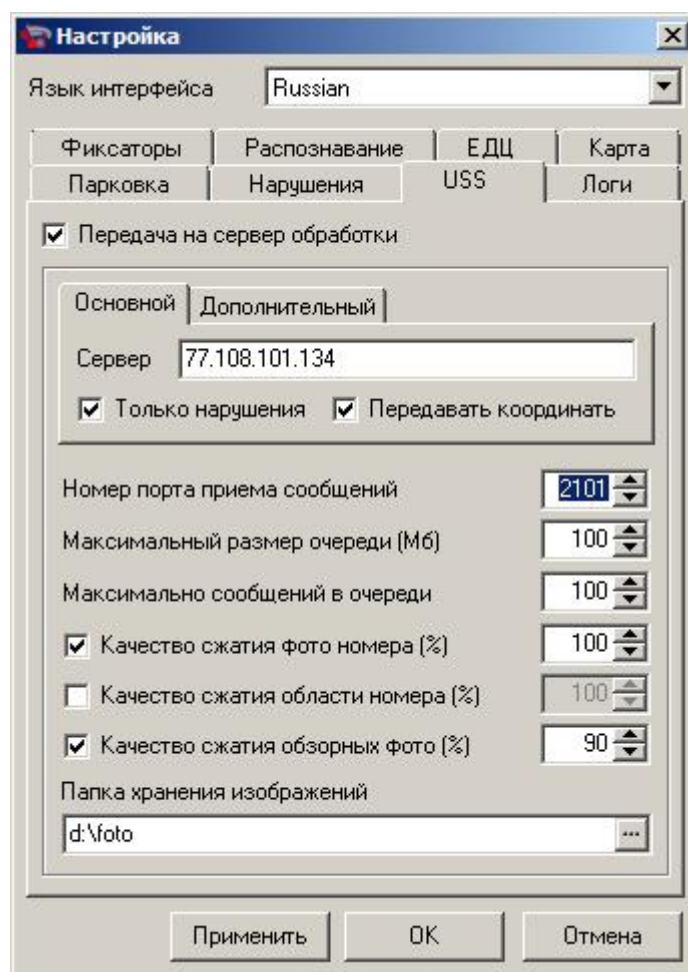 Настройка
Язык интерфейса Russian
Фиксаторы Распознавание ЕДЦ Карта
Парковка Нарушения USS Логи
Передача на сервер обработки
Основной Дополнительный
Сервер 77.108.101.134
Только нарушения Передавать координать
Номер порта приема сообщений 2101
Максимальный размер очереди (Мб) 100
Максимально сообщений в очереди 100
Качество сжатия фото номера (%) 100
Качество сжатия области номера (%) 100
Качество сжатия обзорных фото (%) 90
Папка хранения изображений
d:\foto ...
Применить OK Отмена